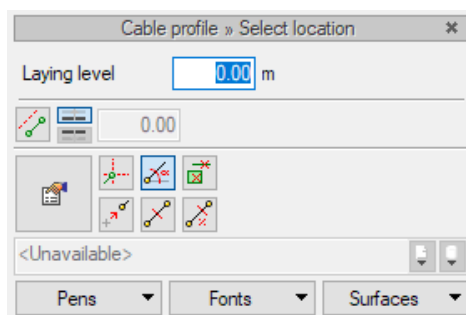 Cable profile » Select location
Laying level 0.00 m
0.00
<Unavailable>
Pens Fonts Surfaces